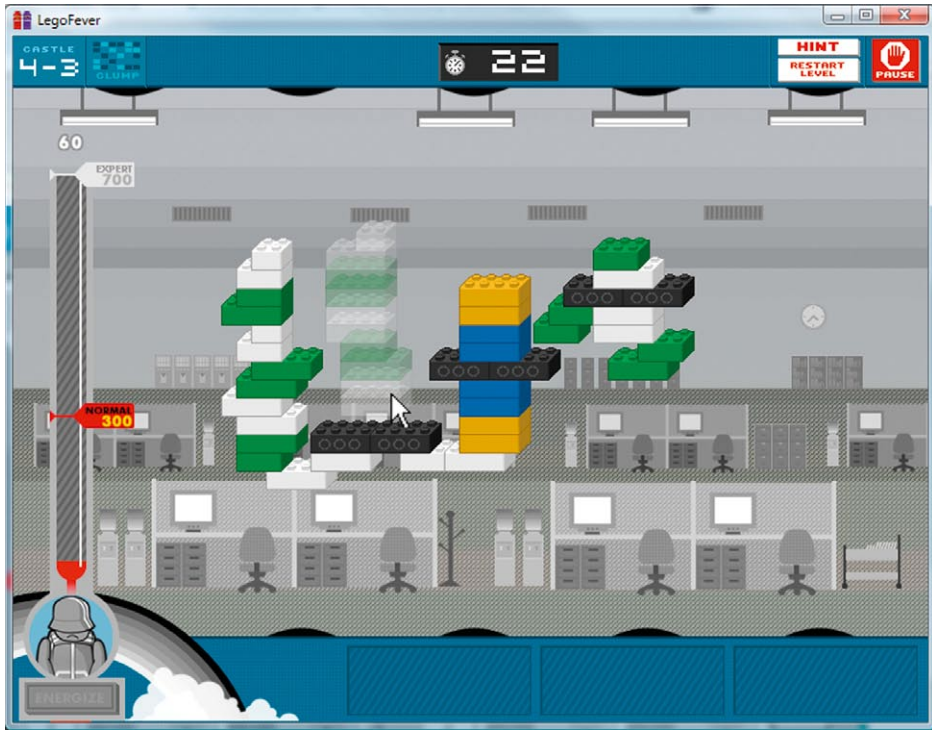 LegoFever
CASTLE
4-3
CLUMP
22
HINT
RESTART
LEVEL
PAUSE
60
EXPERT
700
NORMAL
300
ENERGIZE